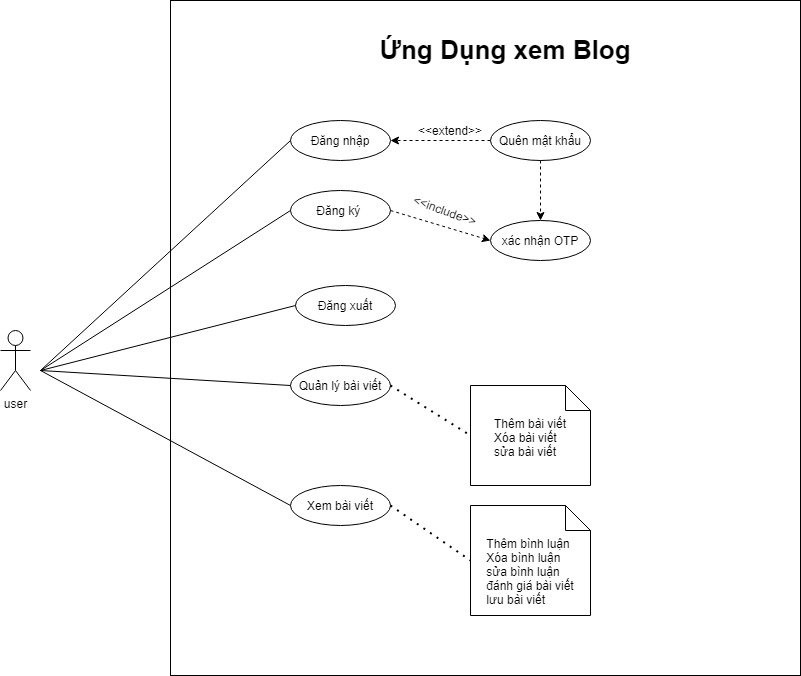 Ứng Dụng xem Blog
Đăng nhập
<<extend>>
Quên mật khẩu
Đăng ký
<<include>>
xác nhận OTP
Đăng xuất
user
Quản lý bài viết
Thêm bài viết
Xóa bài viết
sửa bài viết
Xem bài viết
Thêm bình luận
Xóa bình luận
sửa bình luận
đánh giá bài viết
lưu bài viết